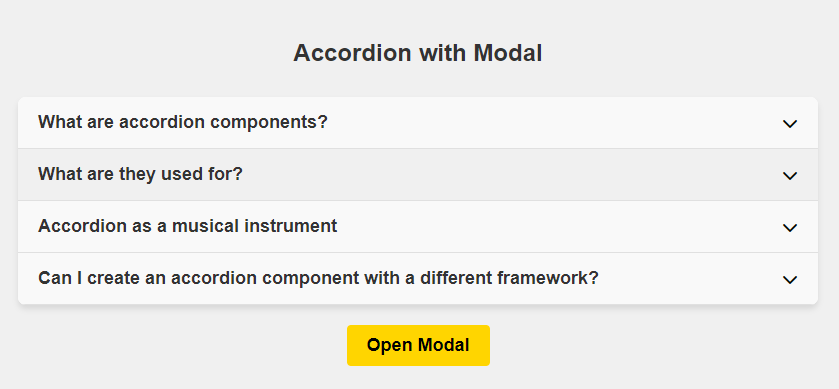 Accordion with Modal
What are accordion components?
What are they used for?
Accordion as a musical instrument
Can I create an accordion component with a different framework?
Open Modal